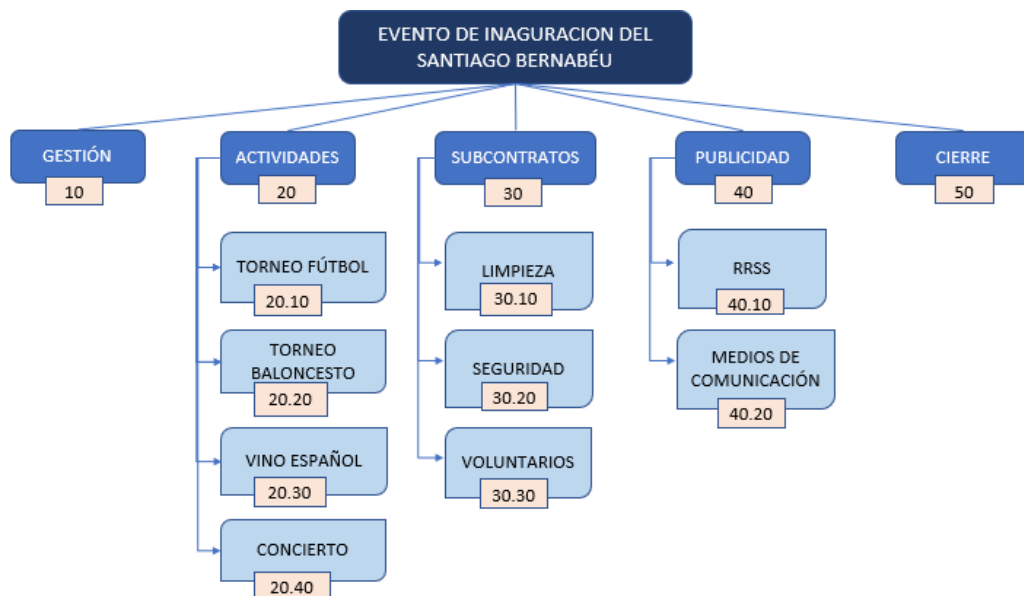 EVENTO DE INAGURACION DEL
SANTIAGO BERNABÉU
GESTIÓN
10
ACTIVIDADES
20
SUBCONTRATOS
30
PUBLICIDAD
40
CIERRE
50
TORNEO FÚTBOL
20.10
TORNEO
BALONCESTO
20.20
VINO ESPAÑOL
20.30
CONCIERTO
20.40
LIMPIEZA
30.10
SEGURIDAD
30.20
VOLUNTARIOS
30.30
RRSS
40.10
MEDIOS DE
COMUNICACIÓN
40.20